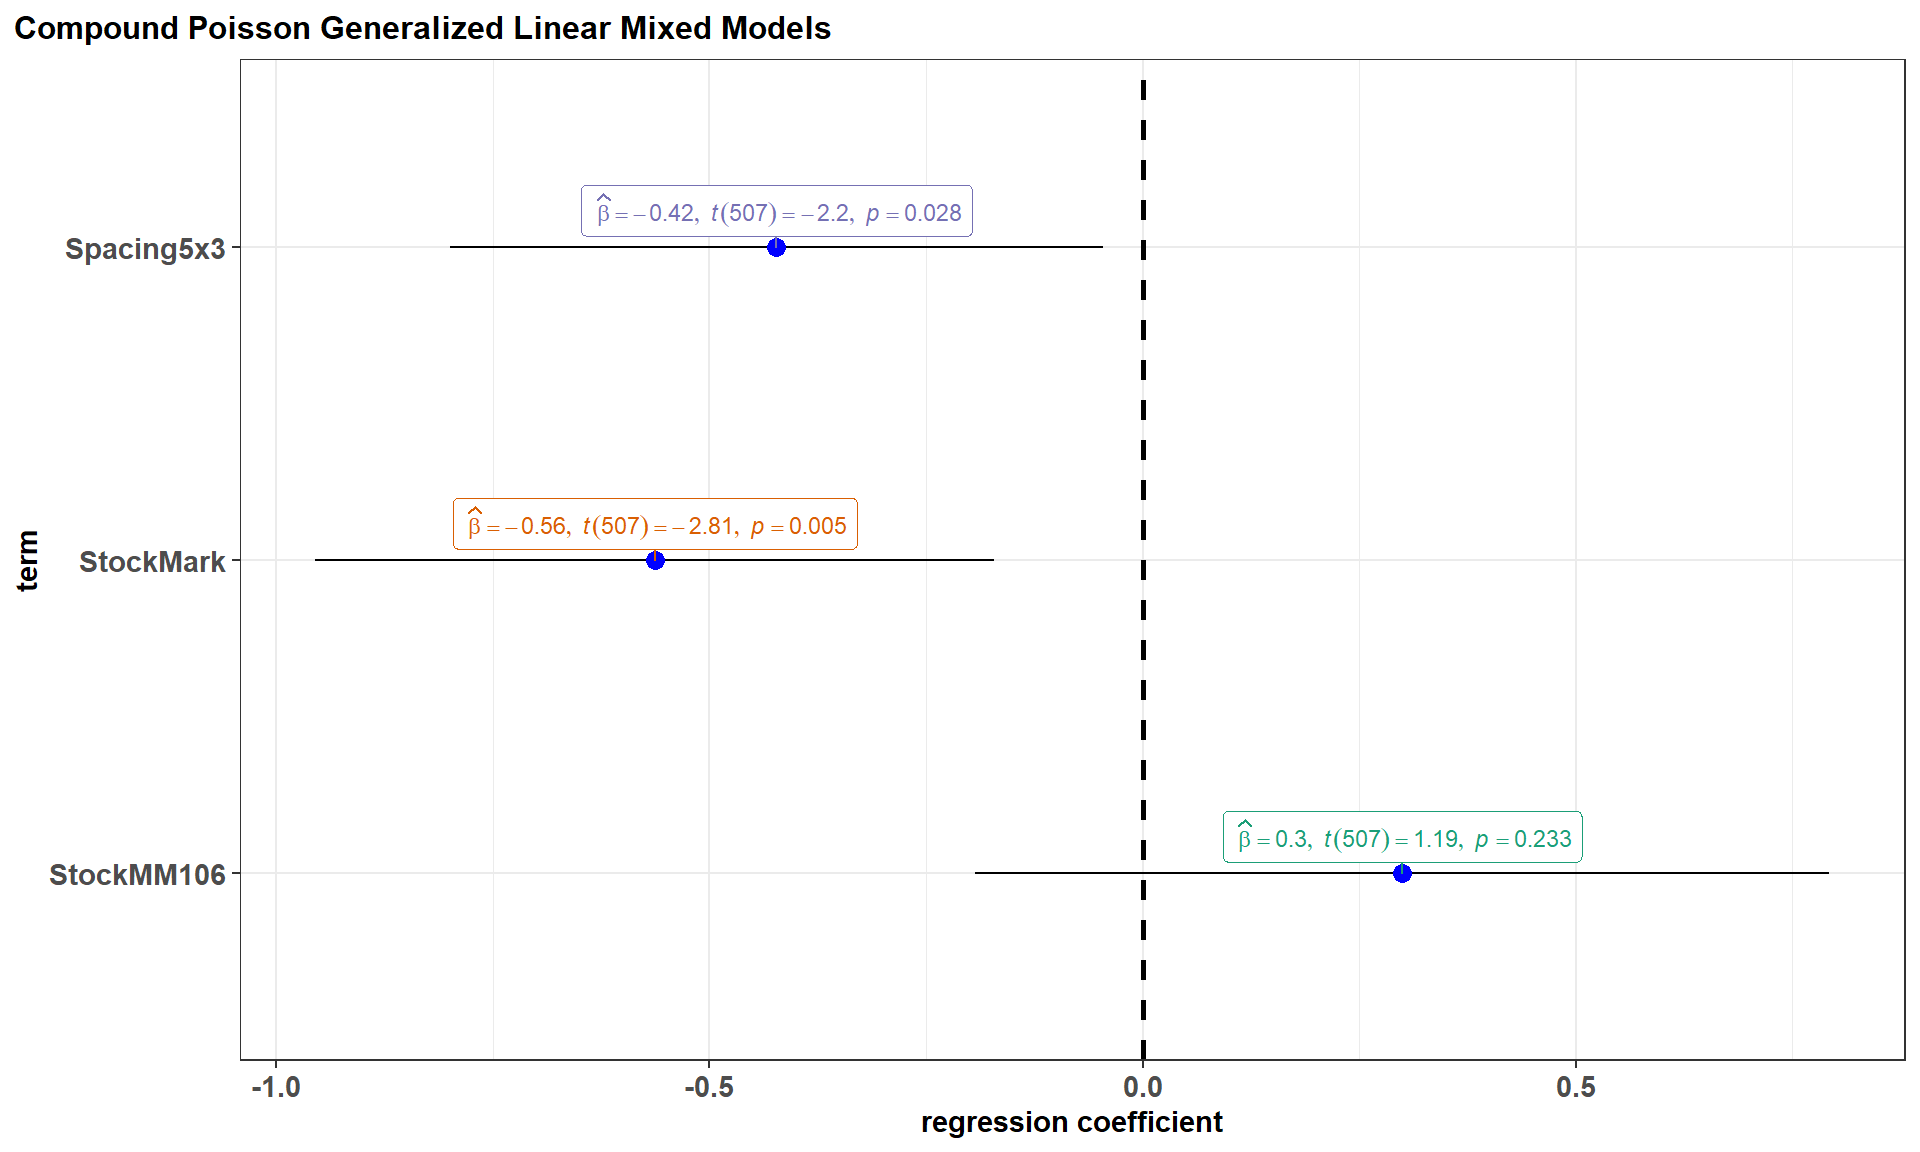 Compound Poisson Generalized Linear Mixed Models
β̂ = −0.42, t(507) = −2.2, p = 0.028
Spacing5x3
β̂ = −0.56, t(507) = −2.81, p = 0.005
StockMark
term
β̂ = 0.3, t(507) = 1.19, p = 0.233
StockMM106
-1.0 -0.5 0.0 0.5
regression coefficient